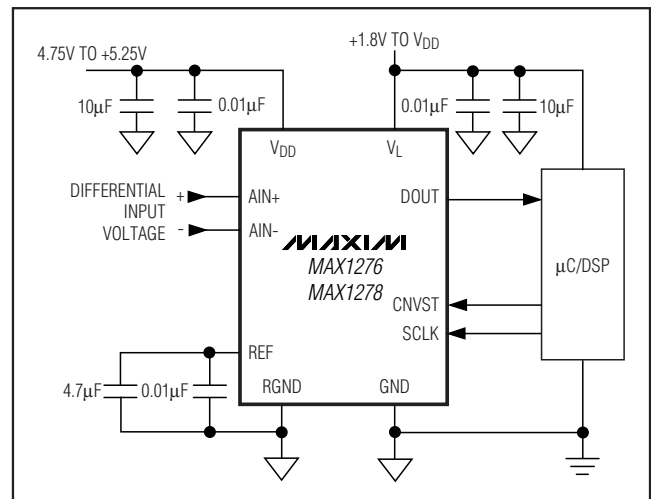 4.75V TO +5.25V
+1.8V TO VDD
10µF
0.01µF
0.01µF
10µF
VDD
VL
DIFFERENTIAL
INPUT
VOLTAGE
+
-
AIN+
AIN-
DOUT
MAXIM
MAX1276
MAX1278
µC/DSP
CNVST
SCLK
REF
4.7µF
0.01µF
RGND
GND